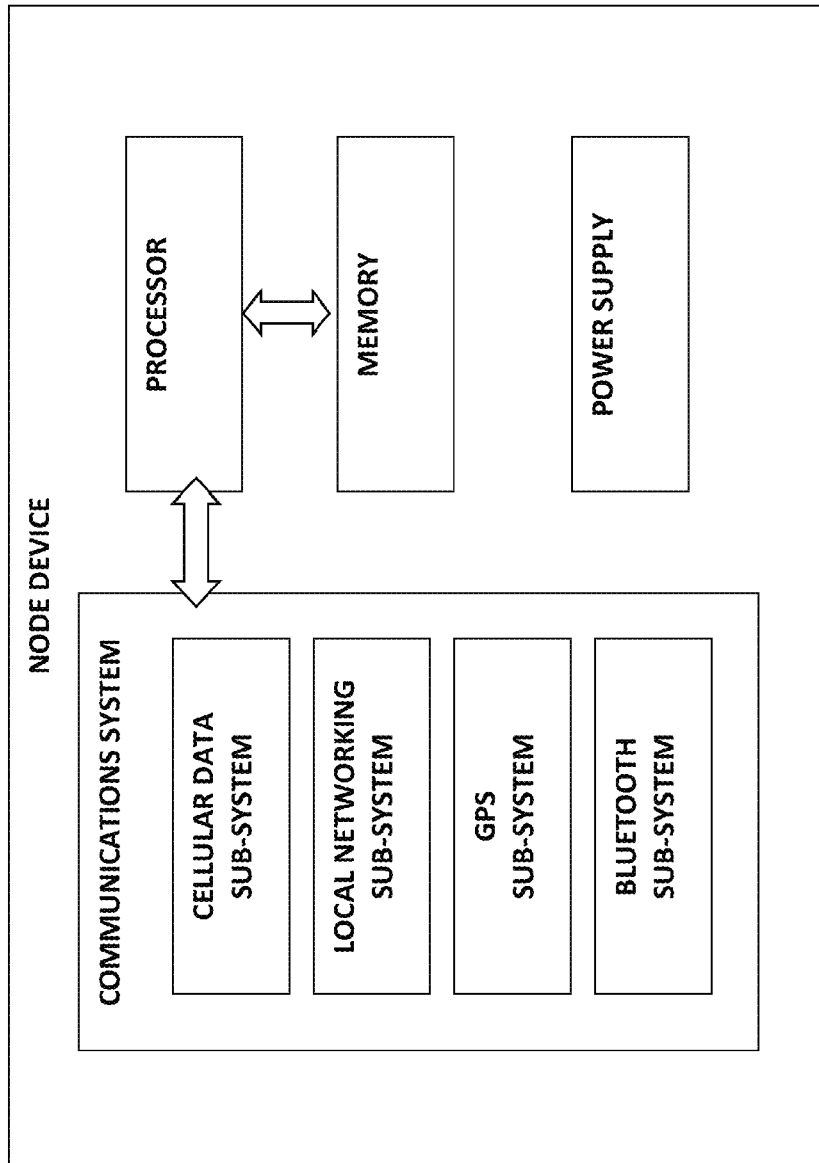 NODE DEVICE
COMMUNICATIONS SYSTEM
CELLULAR DATA
SUB-SYSTEM
LOCAL NETWORKING
SUB-SYSTEM
GPS
SUB-SYSTEM
BLUETOOTH
SUB-SYSTEM
PROCESSOR
MEMORY
POWER SUPPLY